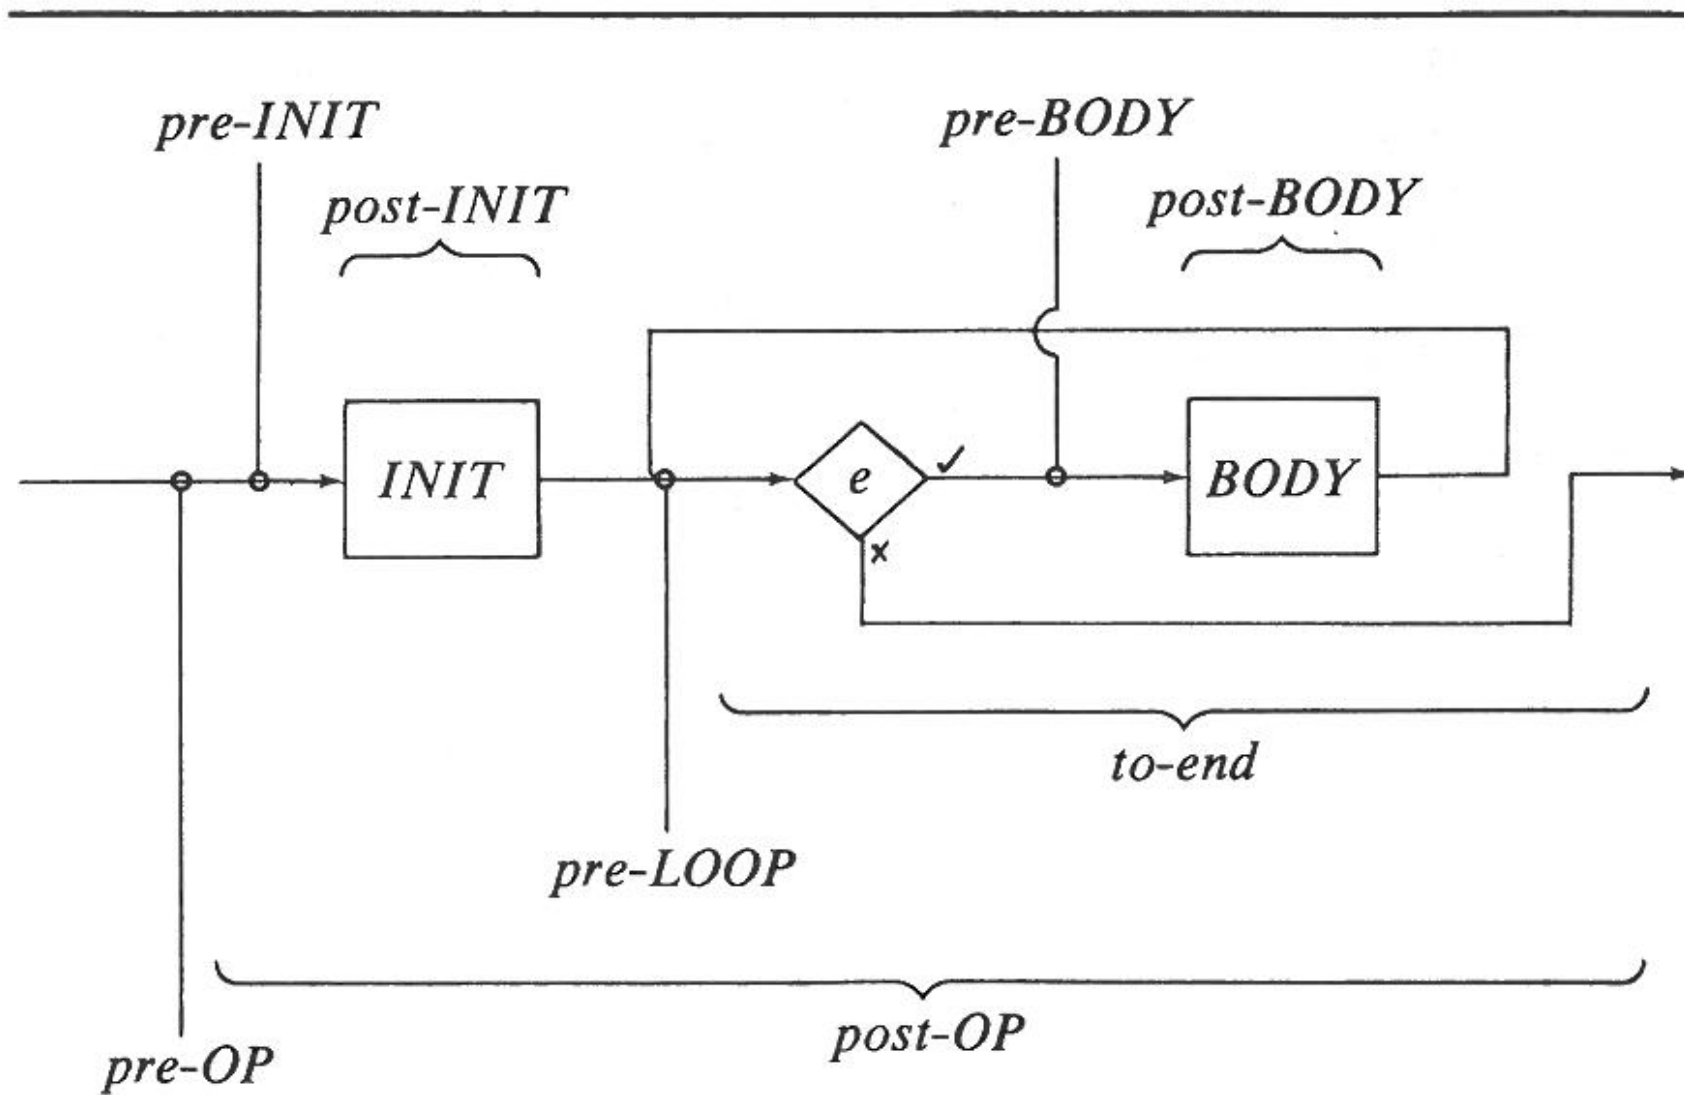 pre-INIT
pre-BODY
post-INIT
post-BODY
INIT
e
✓
BODY
x
to-end
pre-LOOP
post-OP
pre-OP